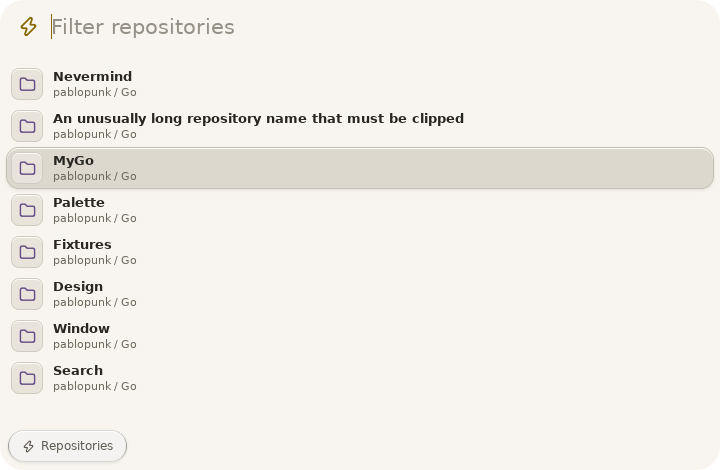 Filter repositories
Nevermind
pablopunk / Go
An unusually long repository name that must be clipped
pablopunk / Go
MyGo
pablopunk / Go
Palette
pablopunk / Go
Fixtures
pablopunk / Go
Design
pablopunk / Go
Window
pablopunk / Go
Search
pablopunk / Go
Repositories